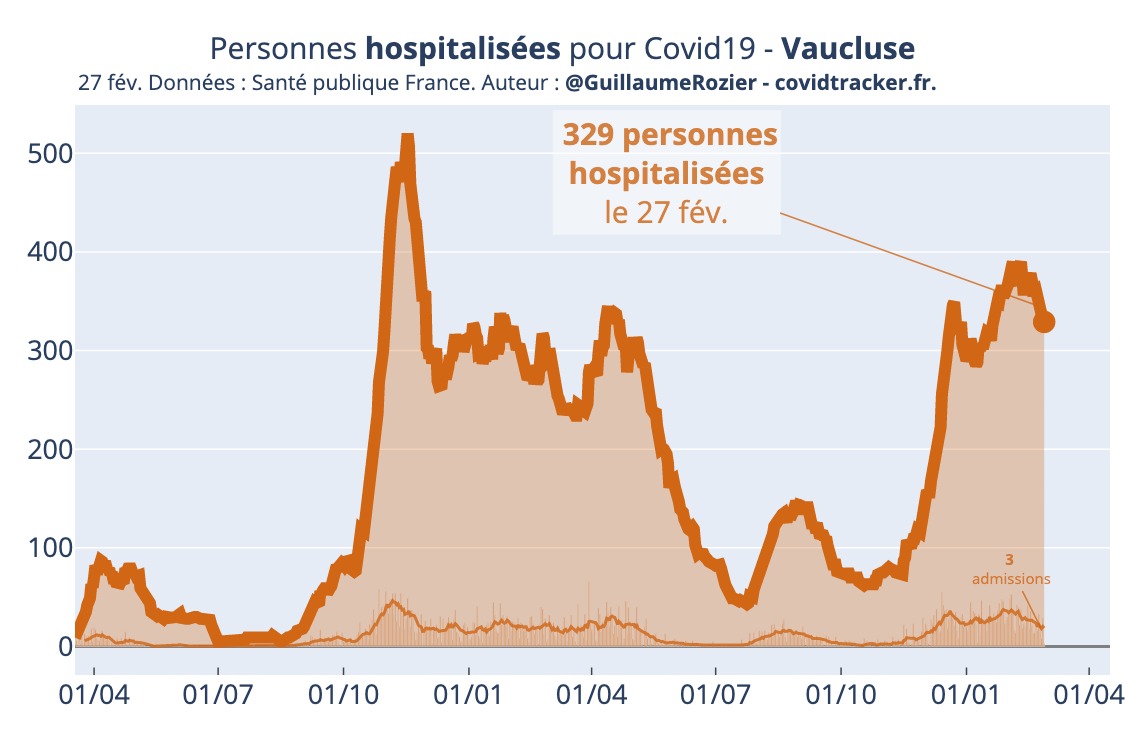 Personnes hospitalisées pour Covid19 - Vaucluse
27 fév. Données : Santé publique France. Auteur : @GuillaumeRozier - covidtracker.fr.
329 personnes
hospitalisées
le 27 fév.
500
400
300
200
100
0
3
admissions
01/04 01/07 01/10 01/01 01/04 01/07 01/10 01/01 01/04